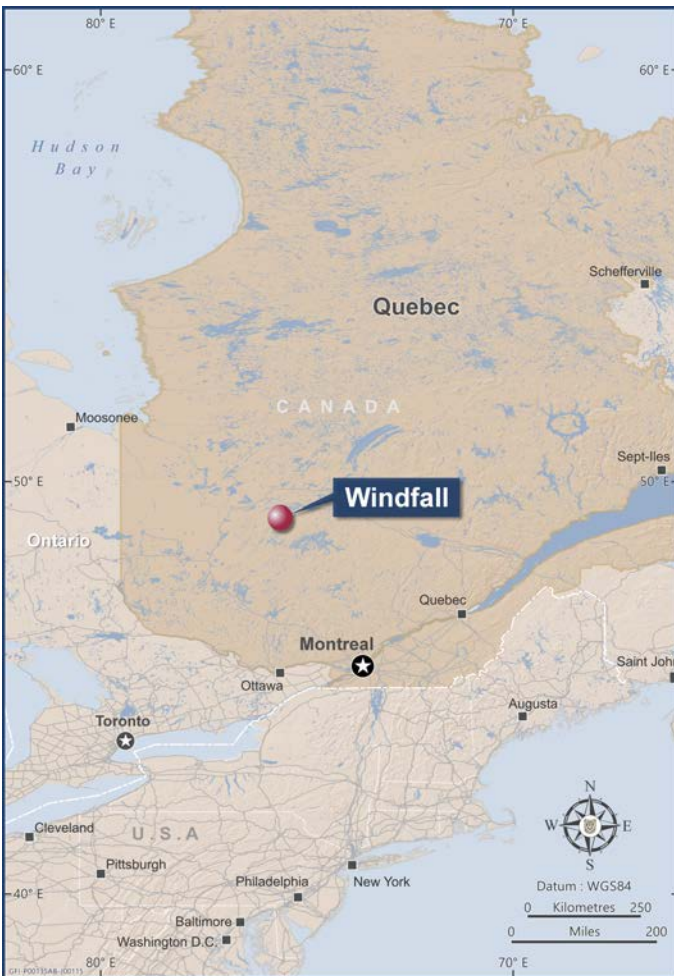 80° E
70° E
60° E
60° E
Hudson
Bay
Schefferville
Quebec
CANADA
Moosonee
Sept-Iles
50° E
50° E
Windfall
Ontario
Quebec
Montreal
Ottawa
Saint John
Augusta
Toronto
N
W
E
S
Cleveland
U.S.A
Pittsburgh
Philadelphia
New York
Datum : WGS84
0 Kilometres 250
0 Miles 200
40° E
Baltimore
Washington D.C.
80° E
70° E